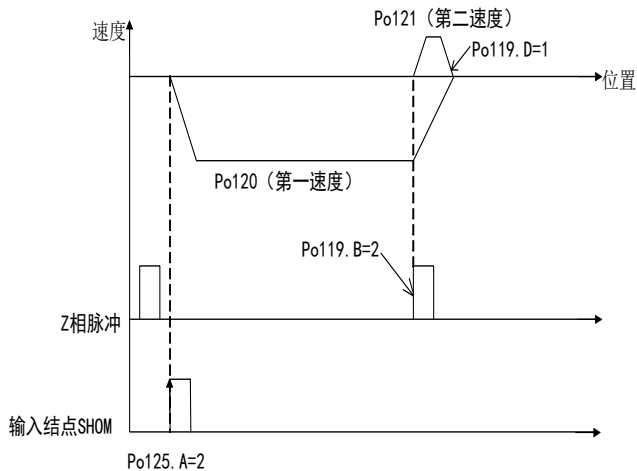 Po121（第二速度）
速度
Po119.D=1
位置
Po120（第一速度）
Po119.B=2
Z相脉冲
输入结点SHOM
Po125.A=2